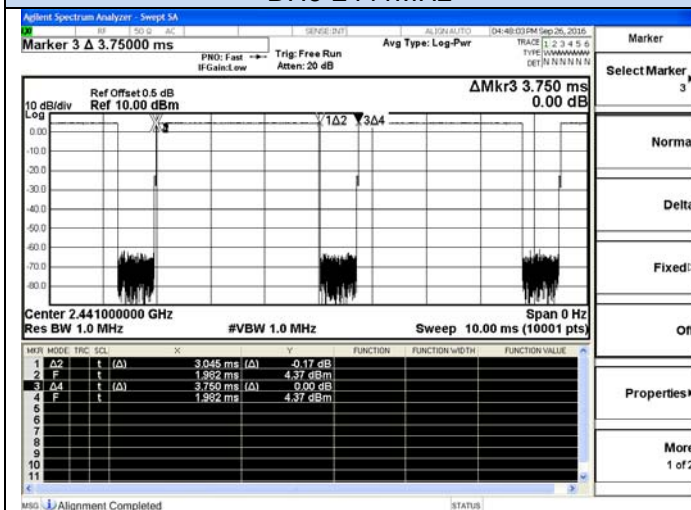 Agilent Spectrum Analyzer - Swept SA
RF 50 Ω AC SENSE:INT ALIGN AUTO 04:48:03 PM Sep 26, 2016
Marker 3 Δ 3.75000 ms
PNO: Fast
IFGain:Low
Trig: Free Run
Atten: 20 dB
Avg Type: Log-Pwr
TRACE 1 2 3 4 5 6
TYPE
DET N N N N N N
Ref Offset 0.5 dB
10 dB/div Ref 10.00 dBm
ΔMkr3 3.750 ms
0.00 dB
Log
0.00
-10.0
-20.0
-30.0
-40.0
-50.0
-60.0
-70.0
-80.0
1Δ2 3Δ4
Center 2.441000000 GHz Span 0 Hz
Res BW 1.0 MHz #VBW 1.0 MHz Sweep 10.00 ms (10001 pts)
MKR MODE TRC SCL X Y FUNCTION FUNCTION WIDTH FUNCTION VALUE
1 Δ2 t (Δ) 3.045 ms (Δ) -0.17 dB
2 F t 1.982 ms 4.37 dBm
3 Δ4 t (Δ) 3.750 ms (Δ) 0.00 dB
4 F t 1.982 ms 4.37 dBm
5
6
7
8
9
10
11
MSG Alignment Completed STATUS
Marker
Select Marker
3
Norma
Delta
Fixed
Of
Properties
More
1 of 2